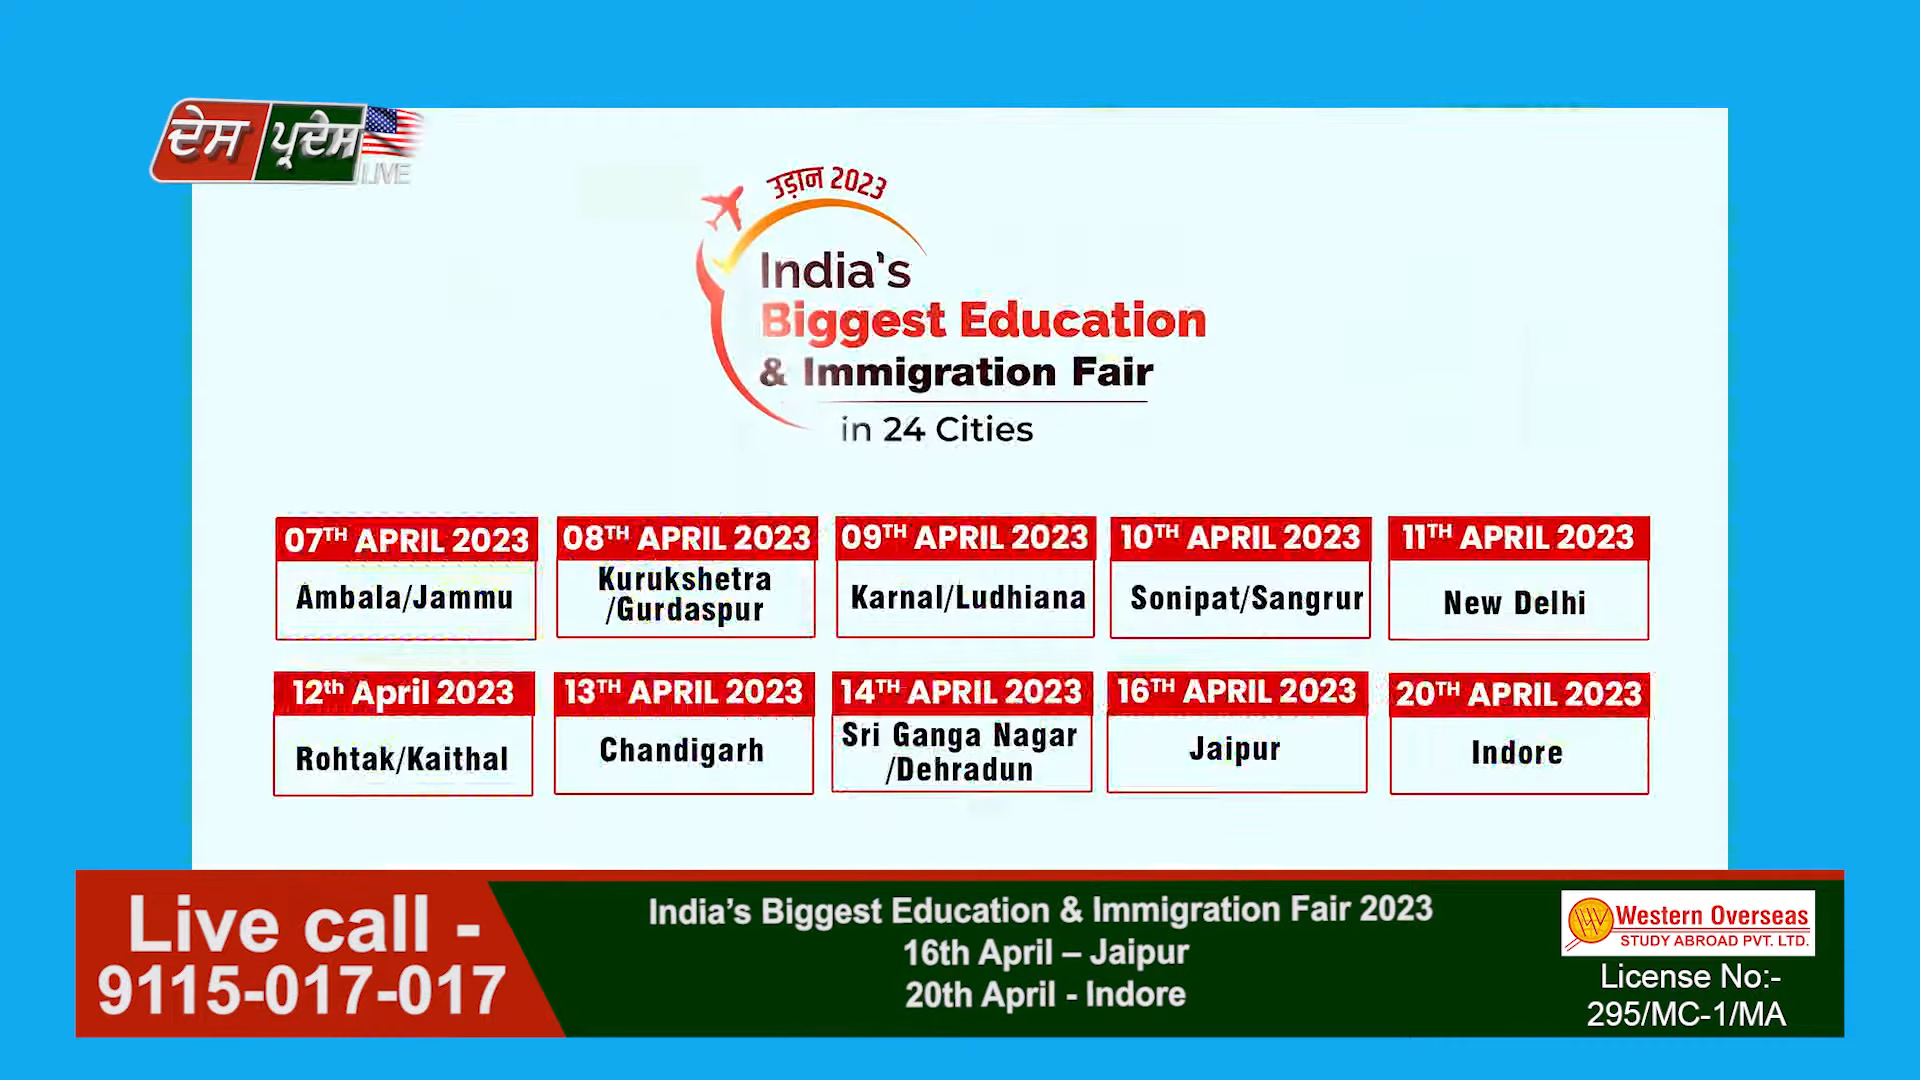 ਦੇਸ ਪ੍ਰਦੇਸ
LIVE
उड़ान 2023
India's
Biggest Education
& Immigration Fair
in 24 Cities
07TH APRIL 2023
Ambala/Jammu
08TH APRIL 2023
Kurukshetra
/Gurdaspur
09TH APRIL 2023
Karnal/Ludhiana
10TH APRIL 2023
Sonipat/Sangrur
11TH APRIL 2023
New Delhi
12th April 2023
Rohtak/Kaithal
13TH APRIL 2023
Chandigarh
14TH APRIL 2023
Sri Ganga Nagar
/Dehradun
16TH APRIL 2023
Jaipur
20TH APRIL 2023
Indore
Live call -
9115-017-017
India's Biggest Education & Immigration Fair 2023
16th April – Jaipur
20th April - Indore
Western Overseas
STUDY ABROAD PVT. LTD.
License No:-
295/MC-1/MA